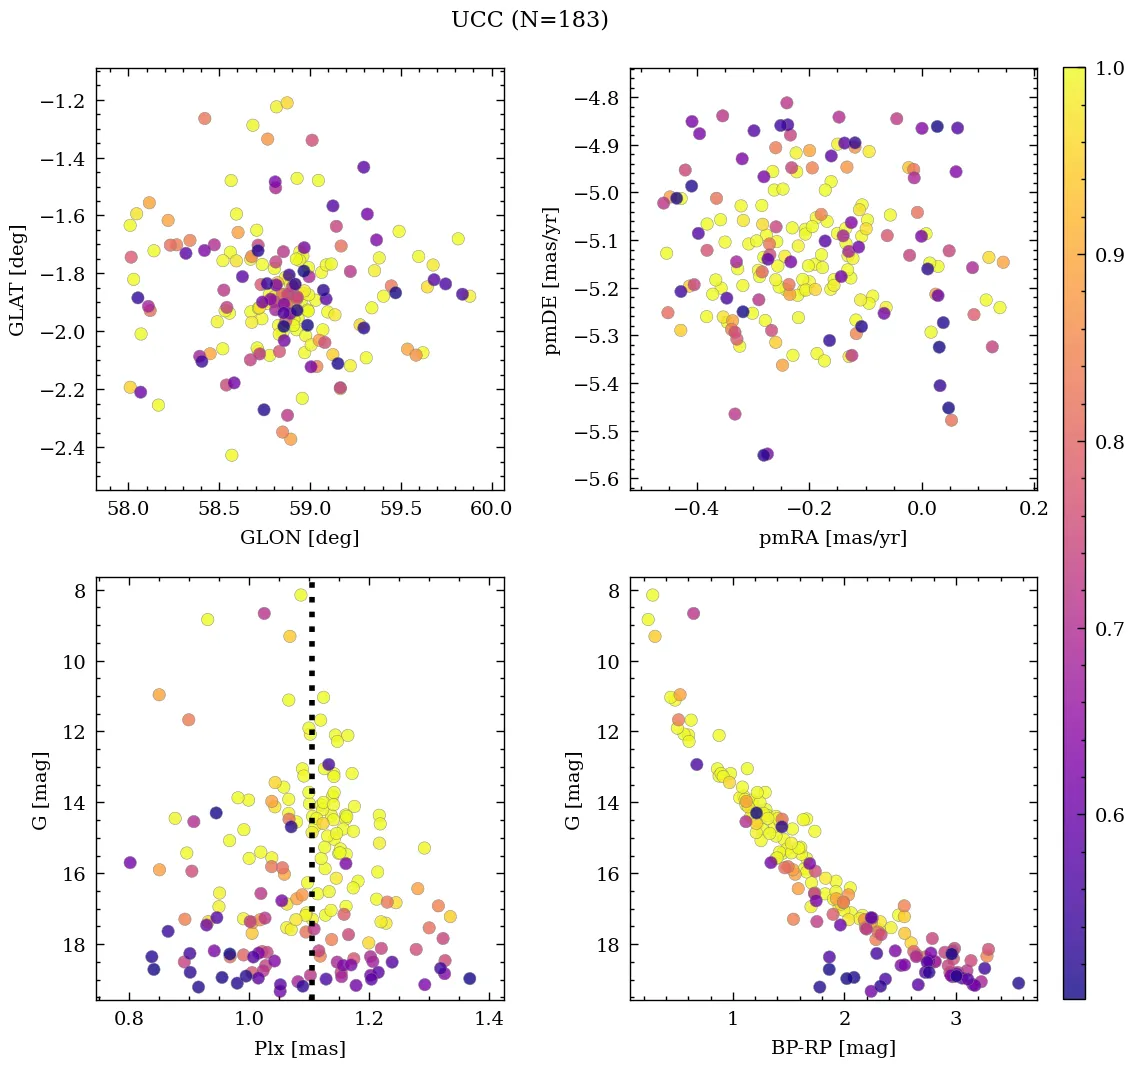 UCC (N=183)
−1.2
−1.4
−1.6
−1.8
−2.0
−2.2
−2.4
GLAT [deg]
58.0 58.5 59.0 59.5 60.0
GLON [deg]
−4.8
−4.9
−5.0
−5.1
−5.2
−5.3
−5.4
−5.5
−5.6
pmDE [mas/yr]
−0.4 −0.2 0.0 0.2
pmRA [mas/yr]
8
10
12
14
16
18
G [mag]
0.8 1.0 1.2 1.4
Plx [mas]
8
10
12
14
16
18
G [mag]
1 2 3
BP-RP [mag]
1.0
0.9
0.8
0.7
0.6